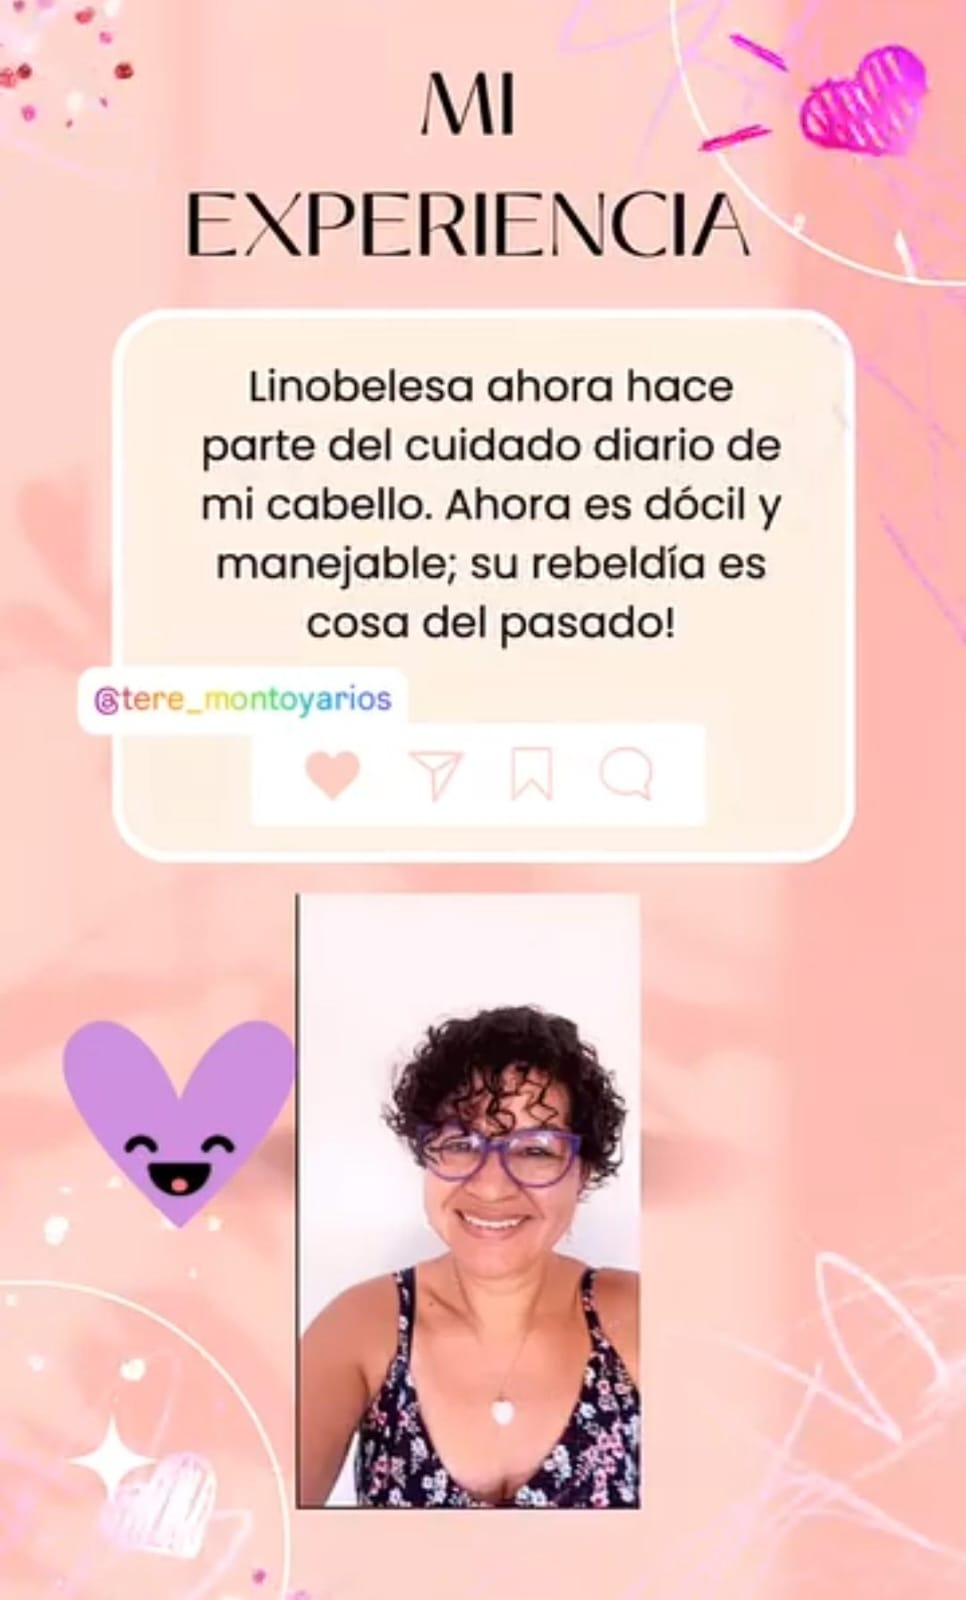 MI
EXPERIENCIA
Linobelesa ahora hace
parte del cuidado diario de
mi cabello. Ahora es dócil y
manejable; su rebeldía es
cosa del pasado!
@tere_montoyarios